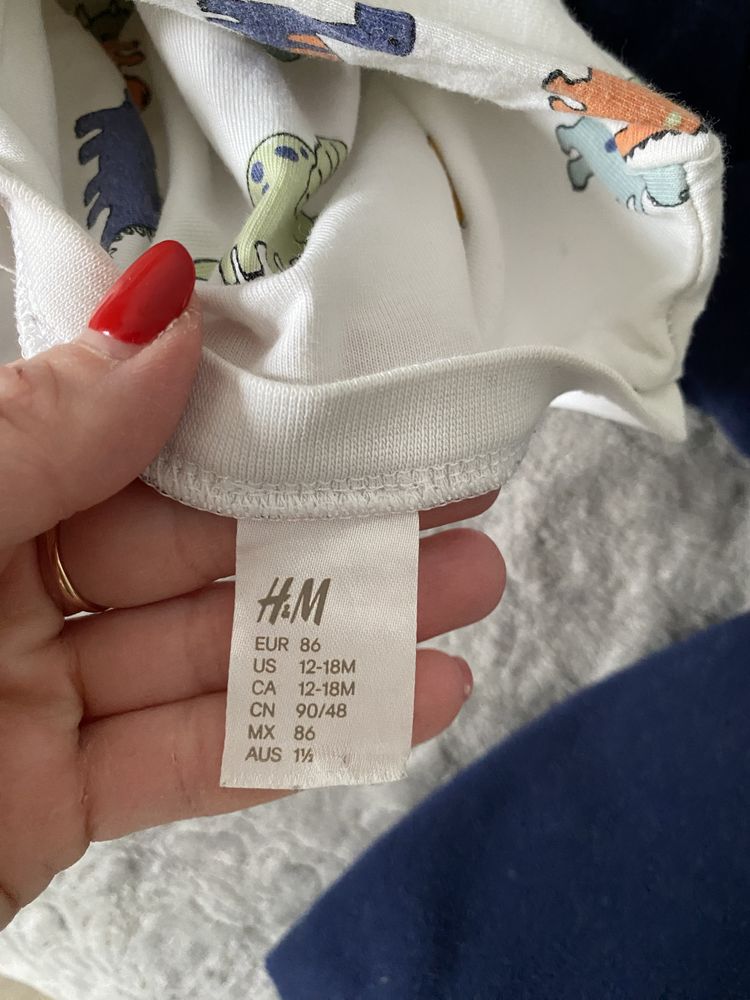 H&M
EUR 86
US 12-18M
CA 12-18M
CN 90/48
MX 86
AUS 1½